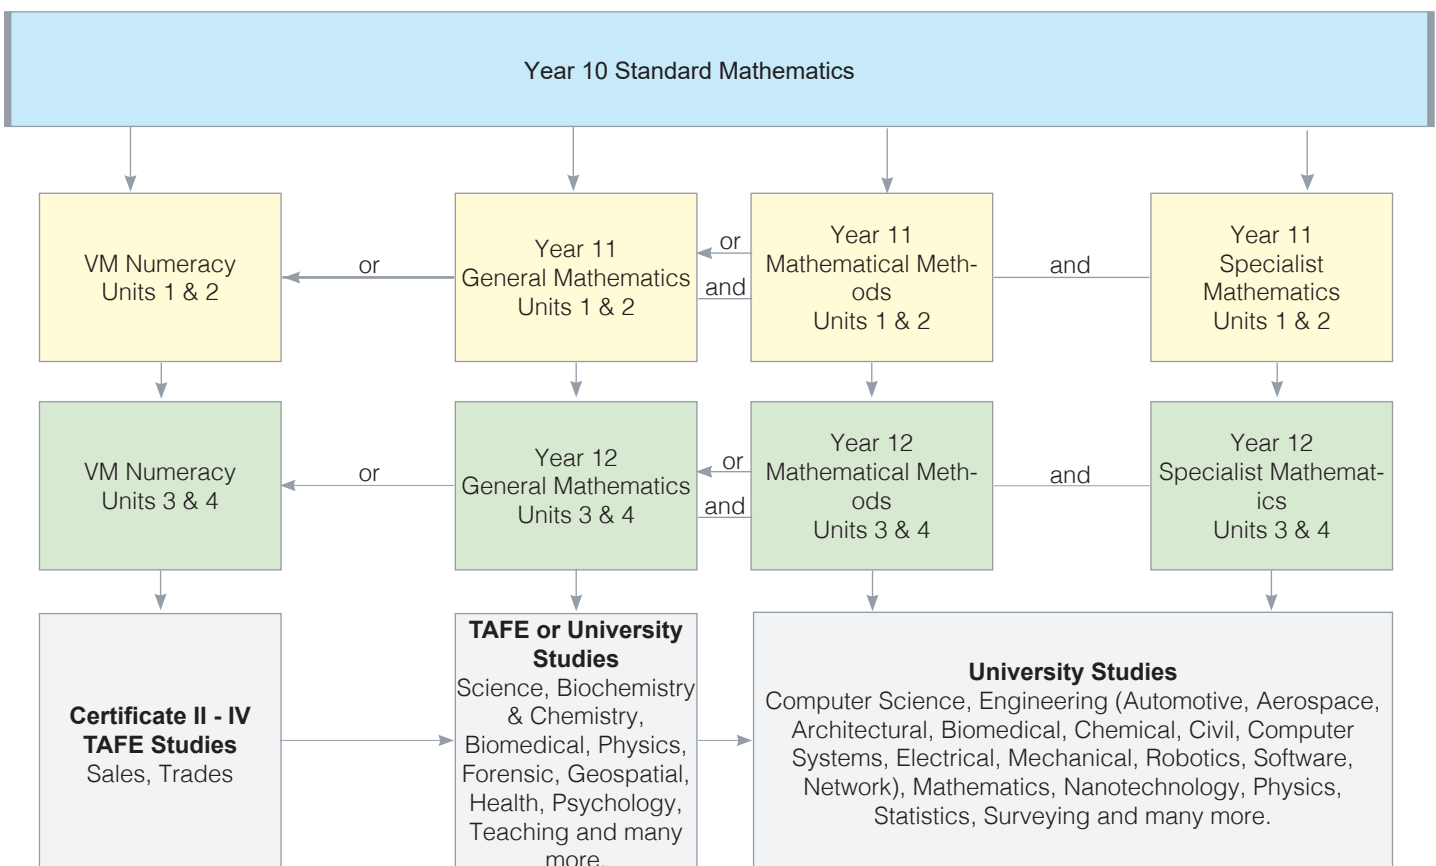 Year 10 Standard Mathematics
VM Numeracy
Units 1 & 2
or
Year 11
General Mathematics
Units 1 & 2
or
and
Year 11
Mathematical Meth-
ods
Units 1 & 2
and
Year 11
Specialist
Mathematics
Units 1 & 2
VM Numeracy
Units 3 & 4
or
Year 12
General Mathematics
Units 3 & 4
or
and
Year 12
Mathematical Meth-
ods
Units 3 & 4
and
Year 12
Specialist Mathemat-
ics
Units 3 & 4
Certificate II - IV
TAFE Studies
Sales, Trades
TAFE or University
Studies
Science, Biochemistry
& Chemistry,
Biomedical, Physics,
Forensic, Geospatial,
Health, Psychology,
Teaching and many
more.
University Studies
Computer Science, Engineering (Automotive, Aerospace,
Architectural, Biomedical, Chemical, Civil, Computer
Systems, Electrical, Mechanical, Robotics, Software,
Network), Mathematics, Nanotechnology, Physics,
Statistics, Surveying and many more.